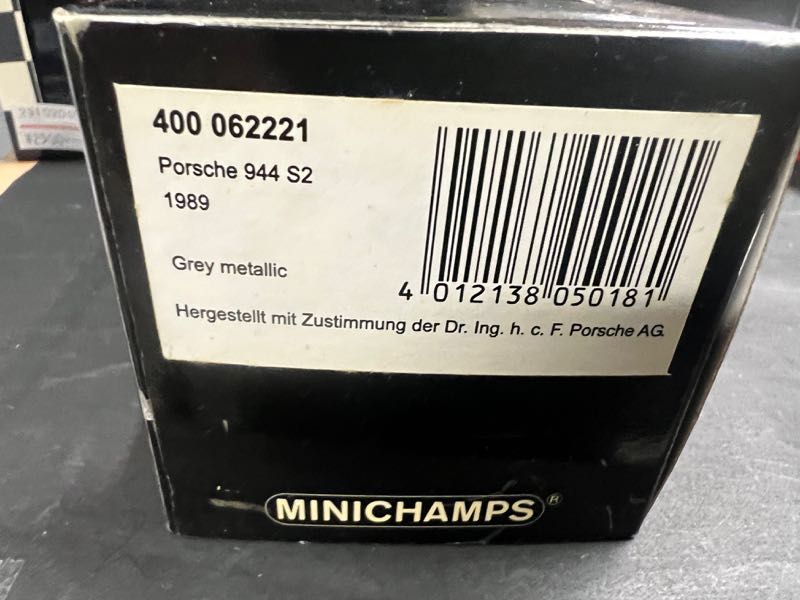 400 062221
Porsche 944 S2
1989
Grey metallic
4 012138 050181
Hergestellt mit Zustimmung der Dr. Ing. h. c. F. Porsche AG.
MINICHAMPS®